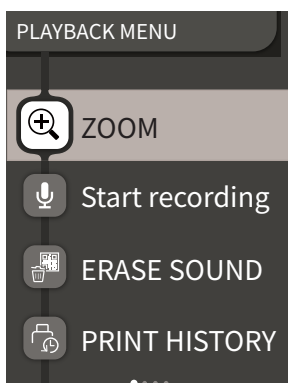 PLAYBACK MENU
ZOOM
Start recording
ERASE SOUND
PRINT HISTORY